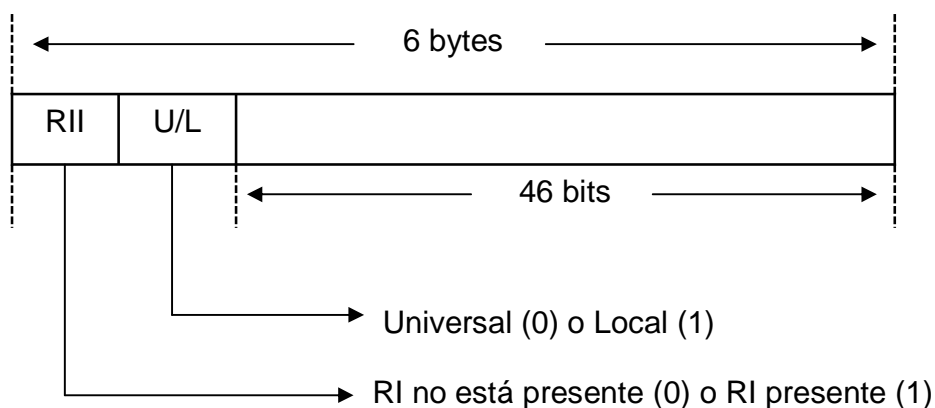 6 bytes
RII U/L
46 bits
Universal (0) o Local (1)
RI no está presente (0) o RI presente (1)